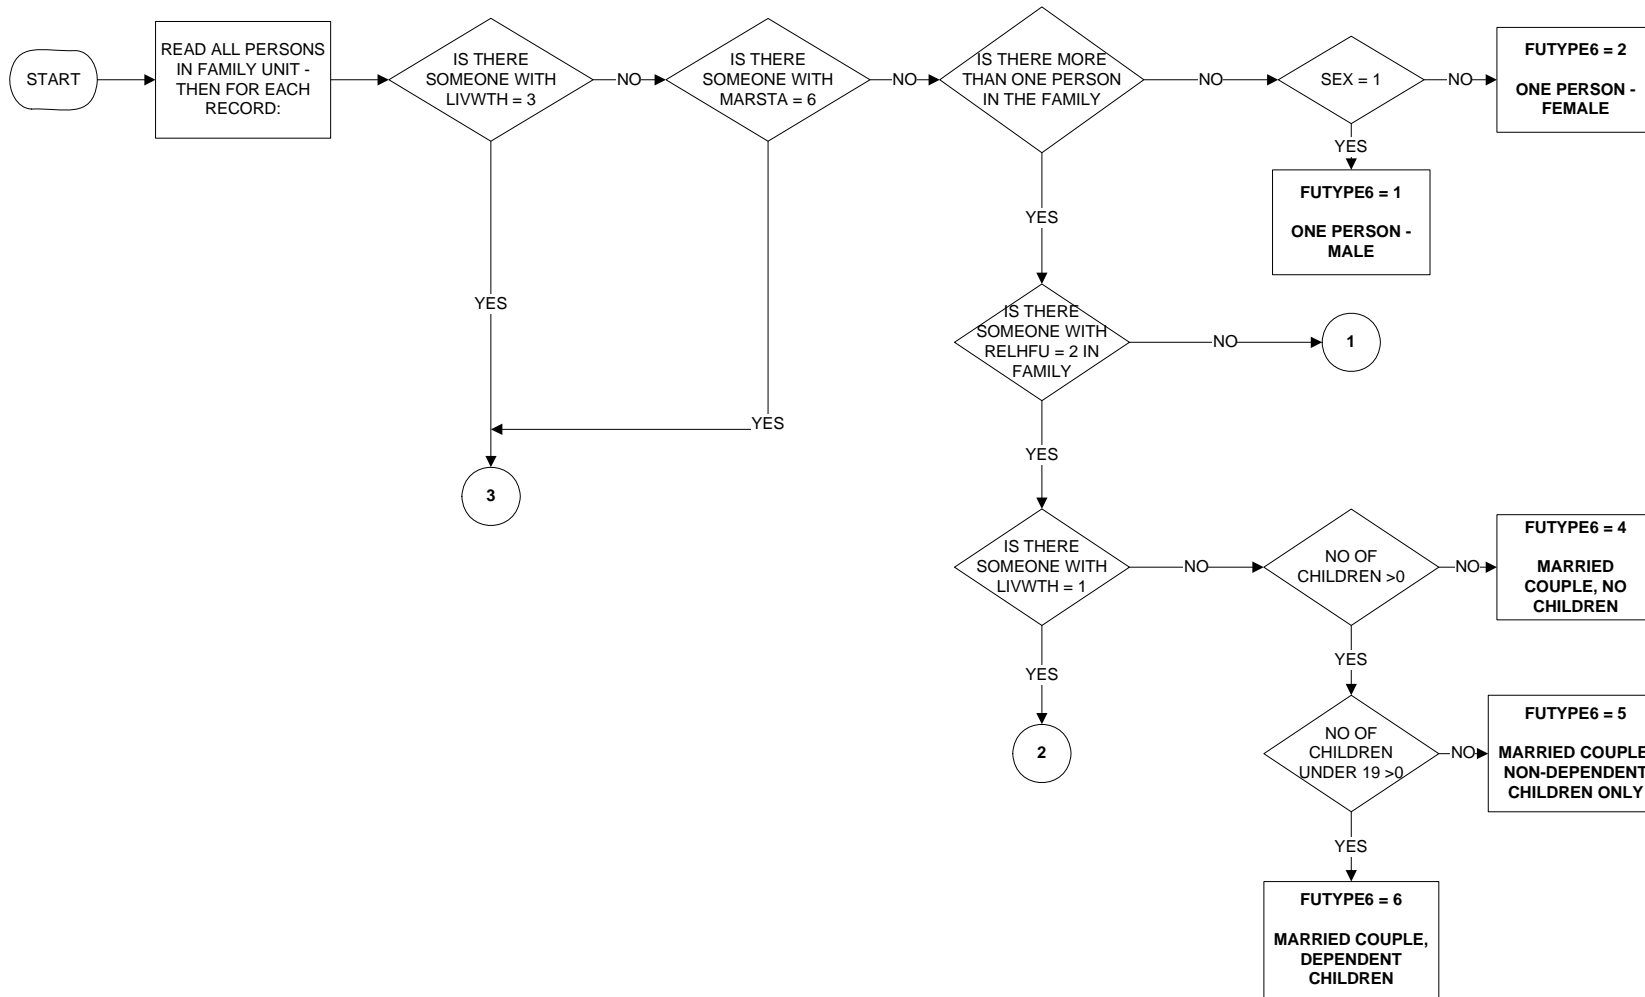 START
READ ALL PERSONS
IN FAMILY UNIT -
THEN FOR EACH
RECORD:
IS THERE
SOMEONE WITH
LIVWTH = 3
NO
IS THERE
SOMEONE WITH
MARSTA = 6
NO
IS THERE MORE
THAN ONE PERSON
IN THE FAMILY
NO
SEX = 1
NO
FUTYPE6 = 2
ONE PERSON -
FEMALE
YES
FUTYPE6 = 1
ONE PERSON -
MALE
YES
YES
YES
3
YES
IS THERE
SOMEONE WITH
RELHFU = 2 IN
FAMILY
NO
1
YES
IS THERE
SOMEONE WITH
LIVWTH = 1
NO
NO OF
CHILDREN >0
NO
FUTYPE6 = 4
MARRIED
COUPLE, NO
CHILDREN
YES
2
YES
NO OF
CHILDREN
UNDER 19 >0
NO
FUTYPE6 = 5
MARRIED COUPLE
NON-DEPENDENT
CHILDREN ONLY
YES
FUTYPE6 = 6
MARRIED COUPLE,
DEPENDENT
CHILDREN